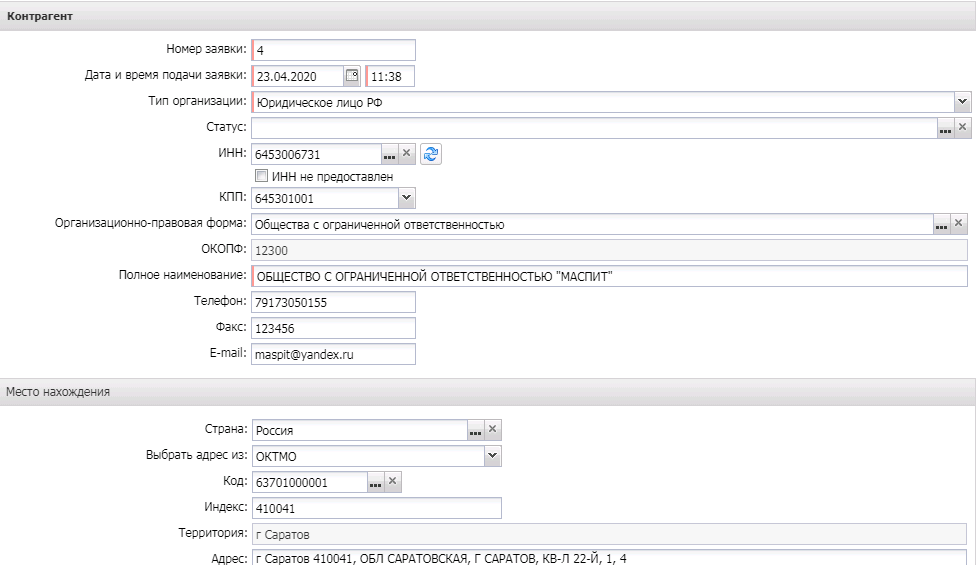 Контрагент
Номер заявки: 4
Дата и время подачи заявки: 23.04.2020 11:38
Тип организации: Юридическое лицо РФ
Статус:
ИНН: 6453006731
ИНН не предоставлен
КПП: 645301001
Организационно-правовая форма: Общества с ограниченной ответственностью
ОКОПФ: 12300
Полное наименование: ОБЩЕСТВО С ОГРАНИЧЕННОЙ ОТВЕТСТВЕННОСТЬЮ "МАСПИТ"
Телефон: 79173050155
Факс: 123456
E-mail: maspit@yandex.ru
Место нахождения
Страна: Россия
Выбрать адрес из: ОКТМО
Код: 63701000001
Индекс: 410041
Территория: г Саратов
Адрес: г Саратов 410041, ОБЛ САРАТОВСКАЯ, Г САРАТОВ, КВ-Л 22-Й, 1, 4